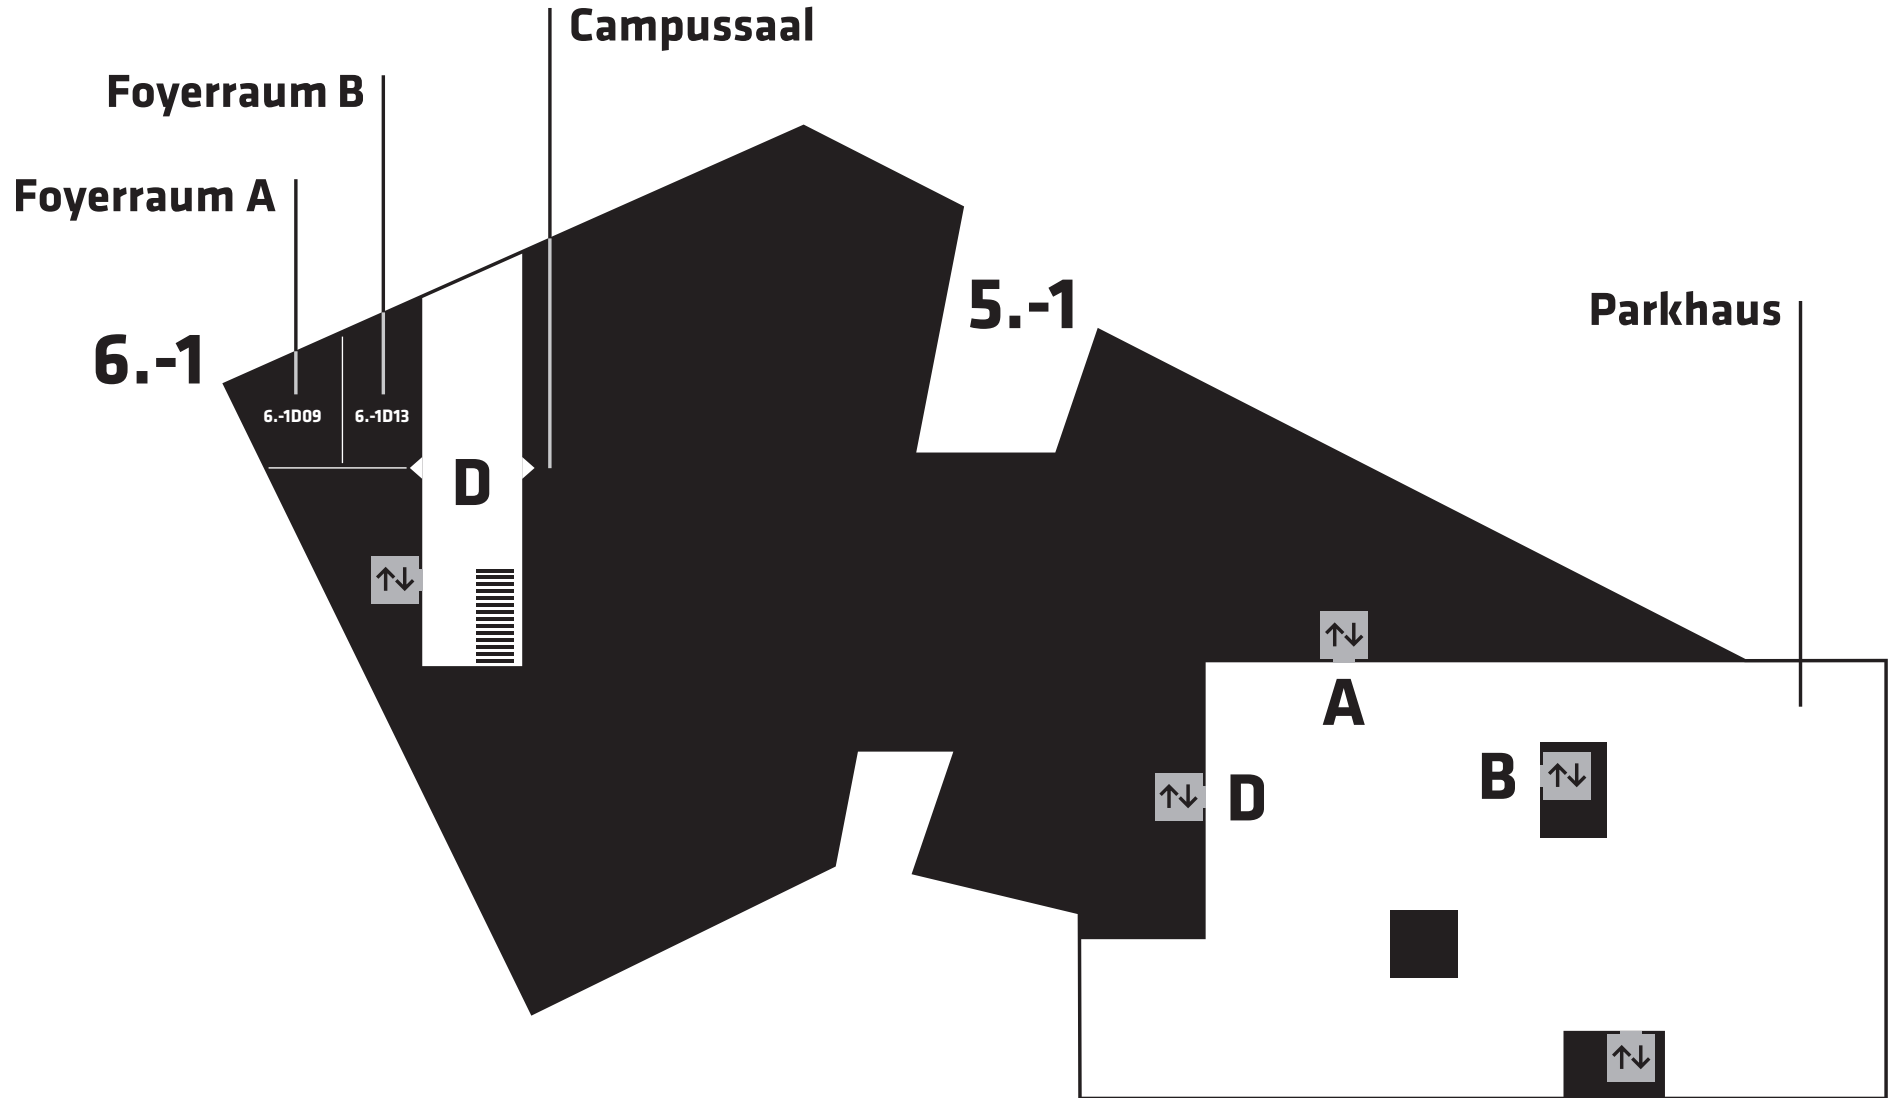 Campussaal
Foyerraum B
Foyerraum A
5.-1
Parkhaus
6.-1
6.-1D09
6.-1D13
D
A
B
D